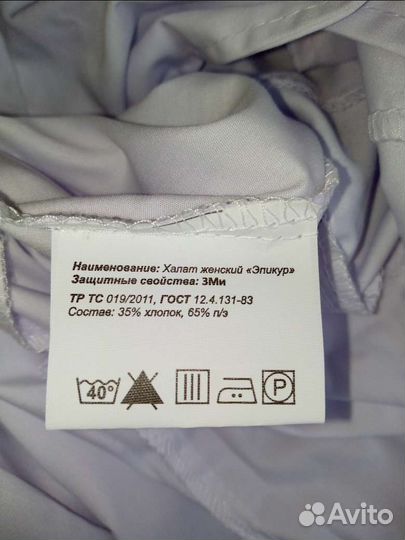 Наименование: Халат женский «Эпикур»
Защитные свойства: ЗМи
ТР ТС 019/2011, ГОСТ 12.4.131-83
Состав: 35% хлопок, 65% п/э
40° P
Avito